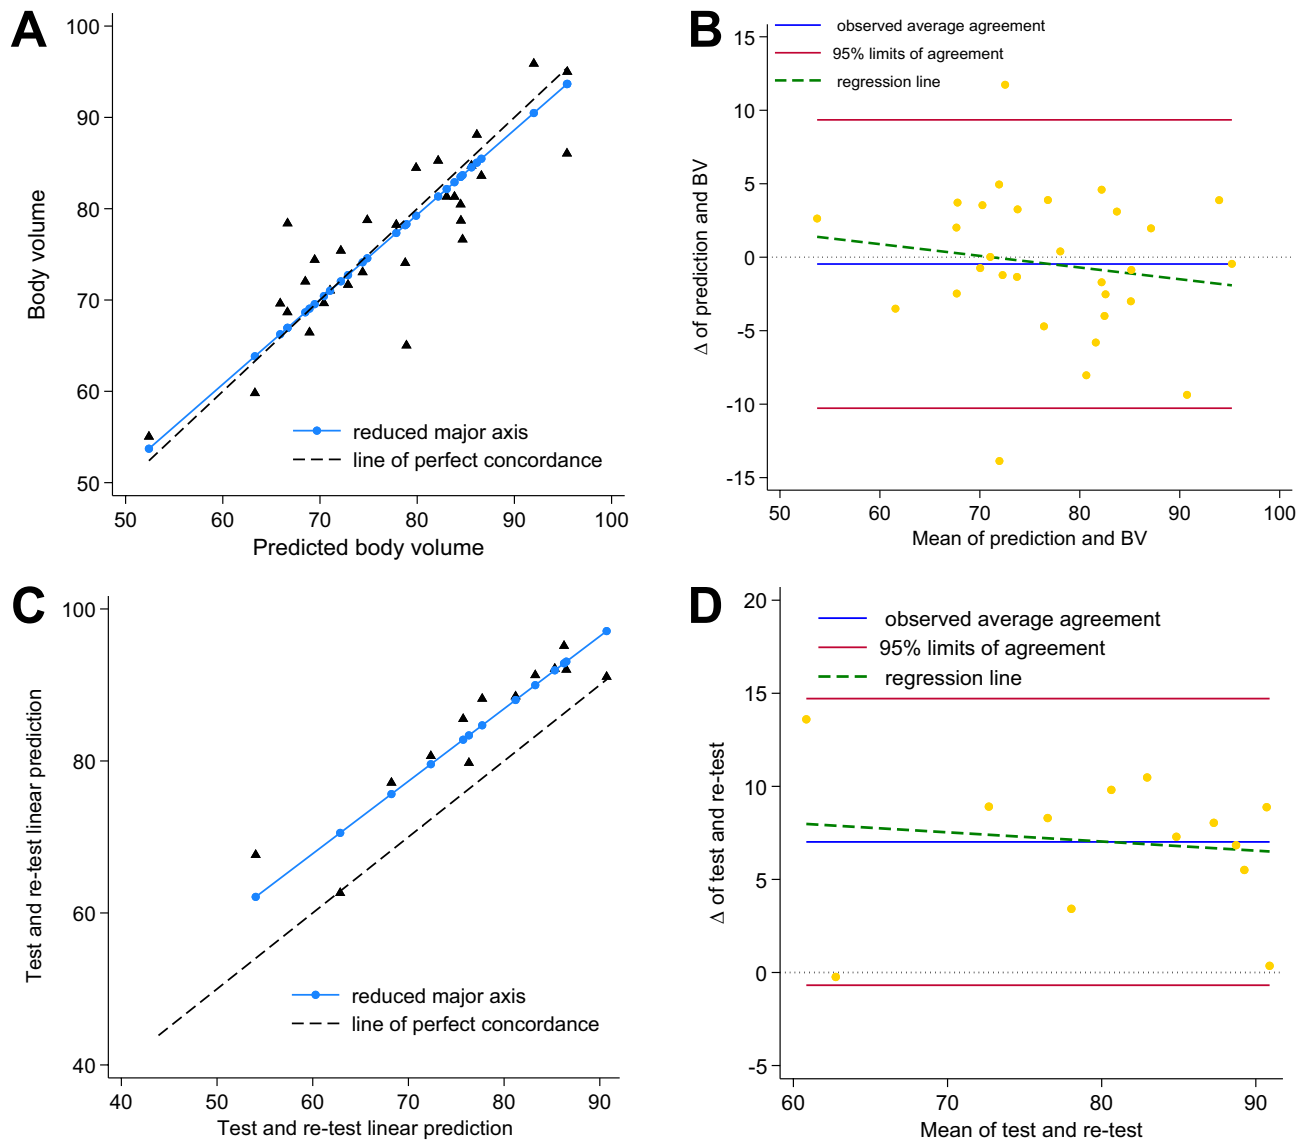 A
100
90
80
70
60
50
Body volume
reduced major axis
line of perfect concordance
50 60 70 80 90 100
Predicted body volume
B
observed average agreement
95% limits of agreement
regression line
15
10
5
0
-5
-10
-15
Δ of prediction and BV
50 60 70 80 90 100
Mean of prediction and BV
C
100
80
60
40
Test and re-test linear prediction
reduced major axis
line of perfect concordance
40 50 60 70 80 90
Test and re-test linear prediction
D
observed average agreement
95% limits of agreement
regression line
20
15
10
5
0
-5
Δ of test and re-test
60 70 80 90
Mean of test and re-test